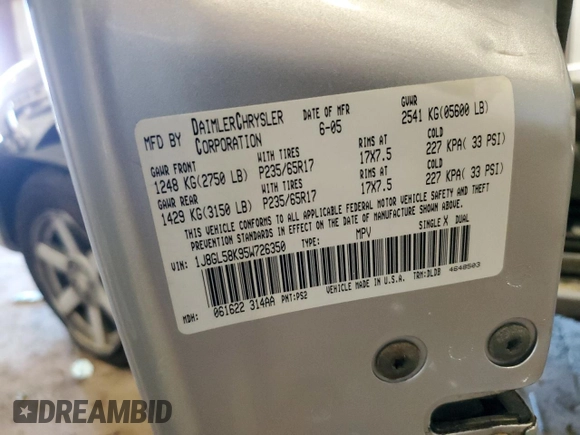 MFD BY DAIMLERCHRYSLER CORPORATION
DATE OF MFR 6-05
GVWR 2541 KG(05600 LB)
GAWR FRONT WITH TIRES RIMS AT COLD
1248 KG(2750 LB) P235/65R17 17X7.5 227 KPA( 33 PSI)
GAWR REAR WITH TIRES RIMS AT COLD
1429 KG(3150 LB) P235/65R17 17X7.5 227 KPA( 33 PSI)
THIS VEHICLE CONFORMS TO ALL APPLICABLE FEDERAL MOTOR VEHICLE SAFETY AND THEFT
PREVENTION STANDARDS IN EFFECT ON THE DATE OF MANUFACTURE SHOWN ABOVE.
VIN: 1J8GL58K95W726350 TYPE: MPV SINGLE X DUAL
MDH: 061622 314AA PNT:PS2 VEHICLE MADE IN U.S.A. TRM:DLDB 4640503
DREAMBID